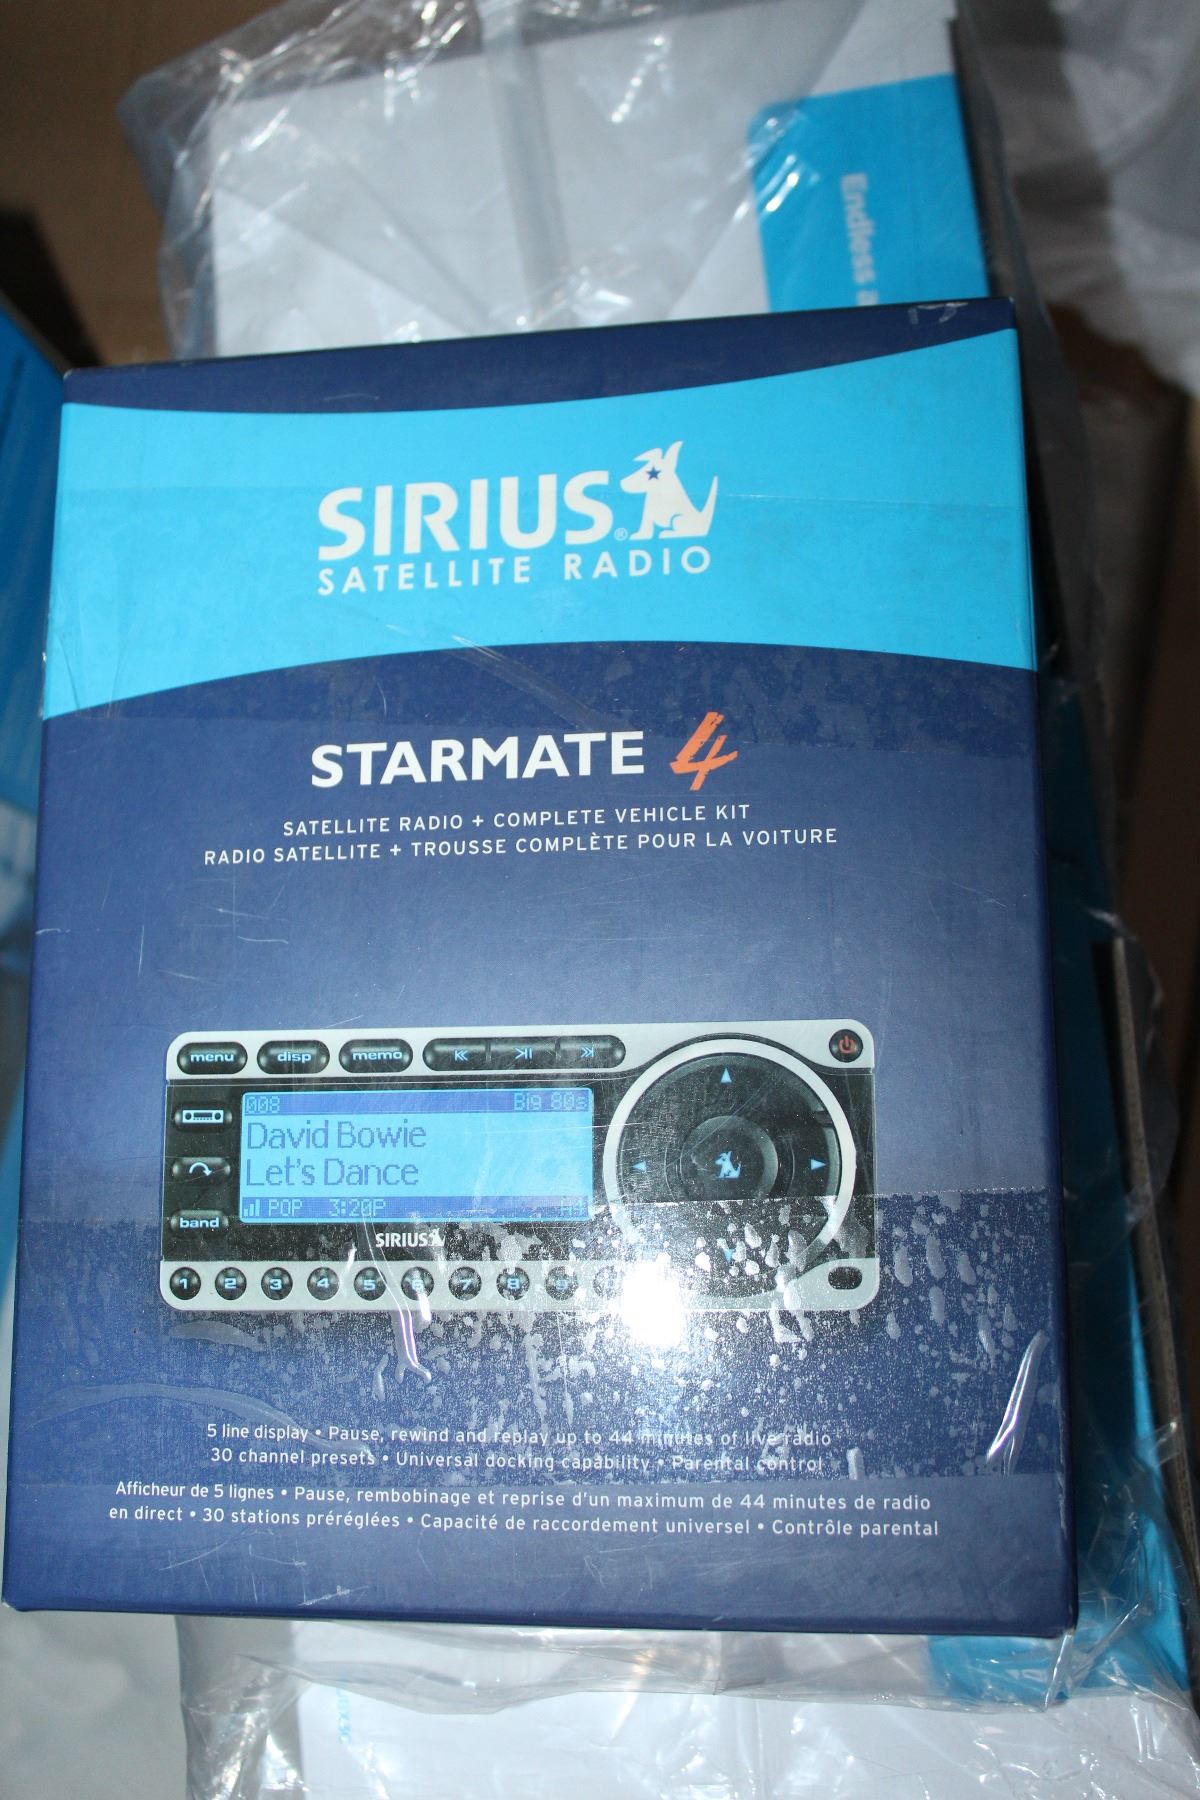 Endless a
SIRIUS®
SATELLITE RADIO
STARMATE 4
SATELLITE RADIO + COMPLETE VEHICLE KIT
RADIO SATELLITE + TROUSSE COMPLÈTE POUR LA VOITURE
menu disp memo
008 Big 80s
David Bowie
Let's Dance
POP 3:20P
band
SIRIUS
1 2 3 4 5 6 7 8 9
5 line display • Pause, rewind and replay up to 44 minutes of live radio
30 channel presets • Universal docking capability • Parental control
Afficheur de 5 lignes • Pause, rembobinage et reprise d'un maximum de 44 minutes de radio
en direct • 30 stations préréglées • Capacité de raccordement universel • Contrôle parental